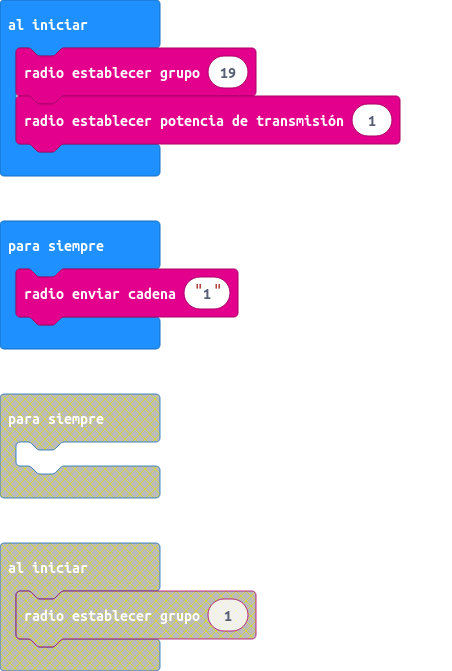 al iniciar
radio establecer grupo 19
radio establecer potencia de transmisión 1
para siempre
radio enviar cadena "1"
para siempre
al iniciar
radio establecer grupo 1